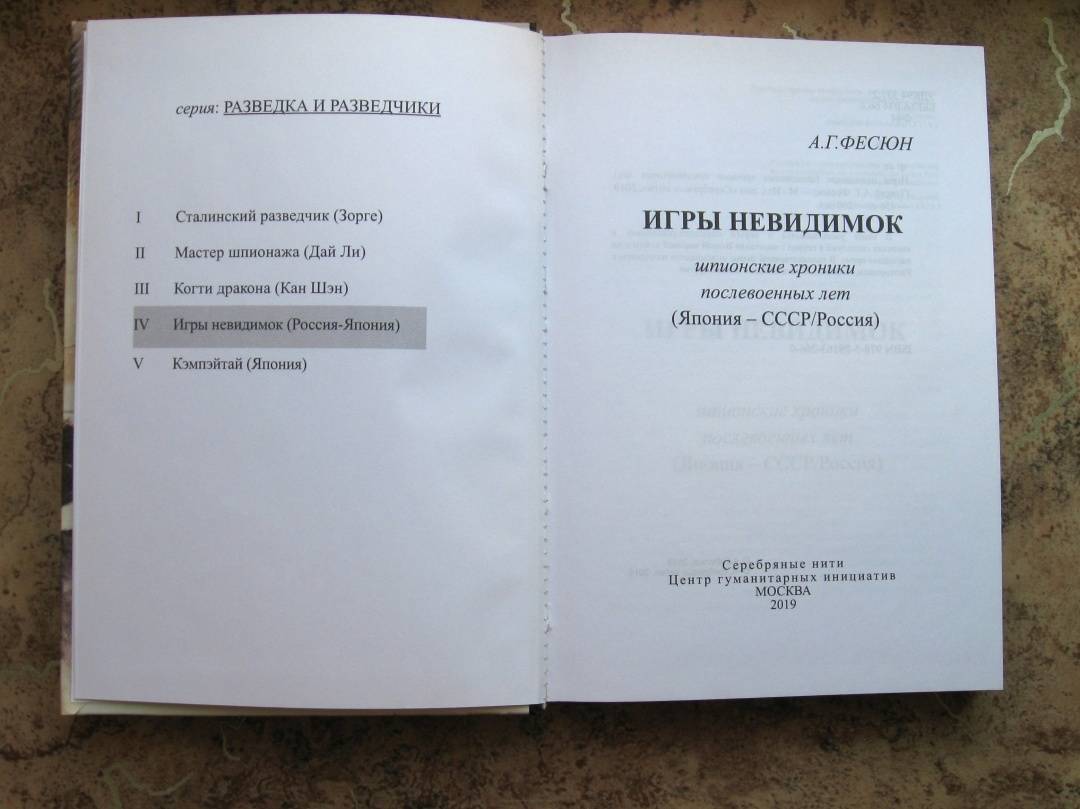 серия: РАЗВЕДКА И РАЗВЕДЧИКИ
I Сталинский разведчик (Зорге)
II Мастер шпионажа (Дай Ли)
III Когти дракона (Кан Шэн)
IV Игры невидимок (Россия-Япония)
V Кэмпэйтай (Япония)
А.Г.ФЕСЮН
ИГРЫ НЕВИДИМОК
шпионские хроники
послевоенных лет
(Япония – СССР/Россия)
Серебряные нити
Центр гуманитарных инициатив
МОСКВА
2019